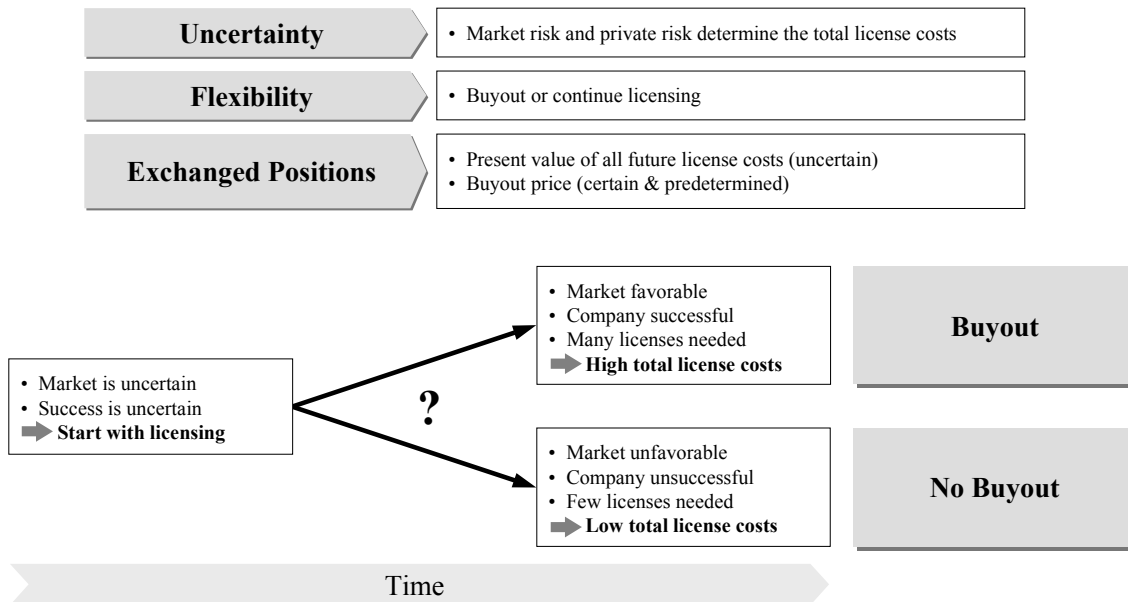 Uncertainty
• Market risk and private risk determine the total license costs
Flexibility
• Buyout or continue licensing
Exchanged Positions
• Present value of all future license costs (uncertain)
• Buyout price (certain & predetermined)
• Market is uncertain
• Success is uncertain
Start with licensing
?
• Market favorable
• Company successful
• Many licenses needed
High total license costs
Buyout
• Market unfavorable
• Company unsuccessful
• Few licenses needed
Low total license costs
No Buyout
Time